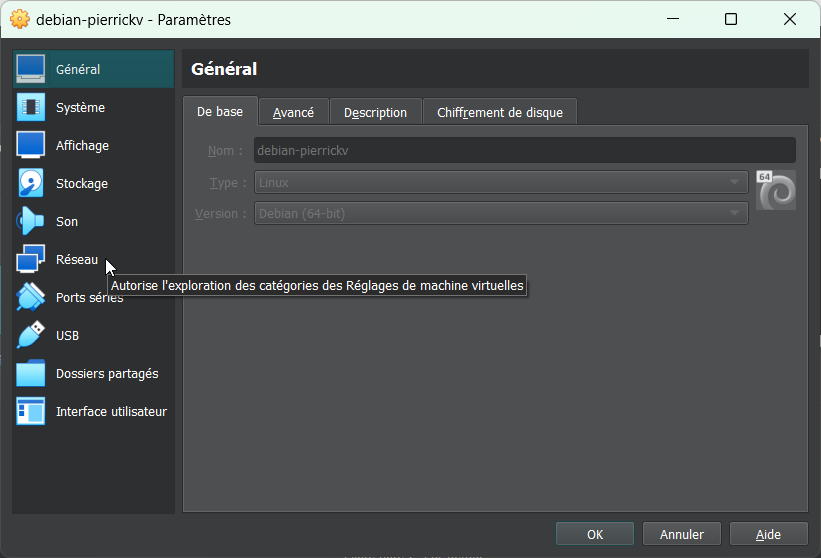 debian-pierrickv - Paramètres
Général
Système
Affichage
Stockage
Son
Réseau
Ports séries
USB
Dossiers partagés
Interface utilisateur
Général
De base
Avancé
Description
Chiffrement de disque
Nom :
debian-pierrickv
Type :
Linux
64
Version :
Debian (64-bit)
Autorise l'exploration des catégories des Réglages de machine virtuelles
OK
Annuler
Aide